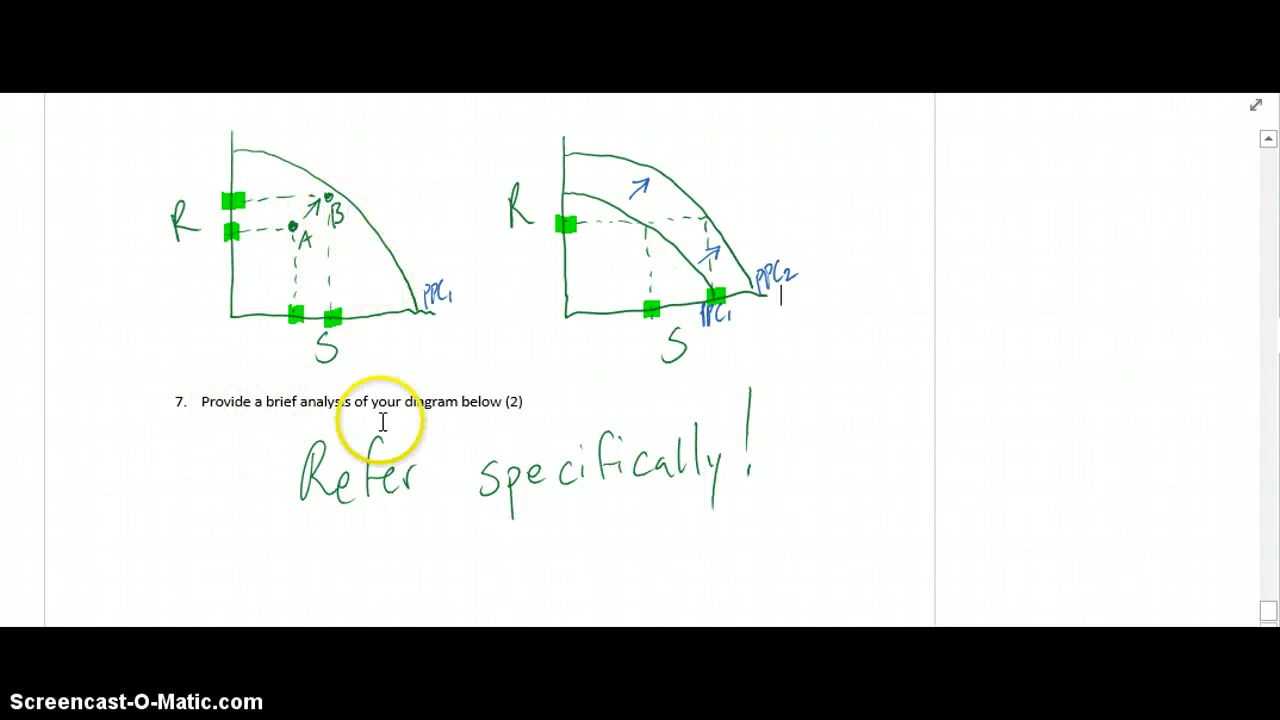 R
A
B
PPC1
S
R
PPC2
PPC1
S
7. Provide a brief analysis of your diagram below (2)
Refer specifically!
Screencast-O-Matic.com